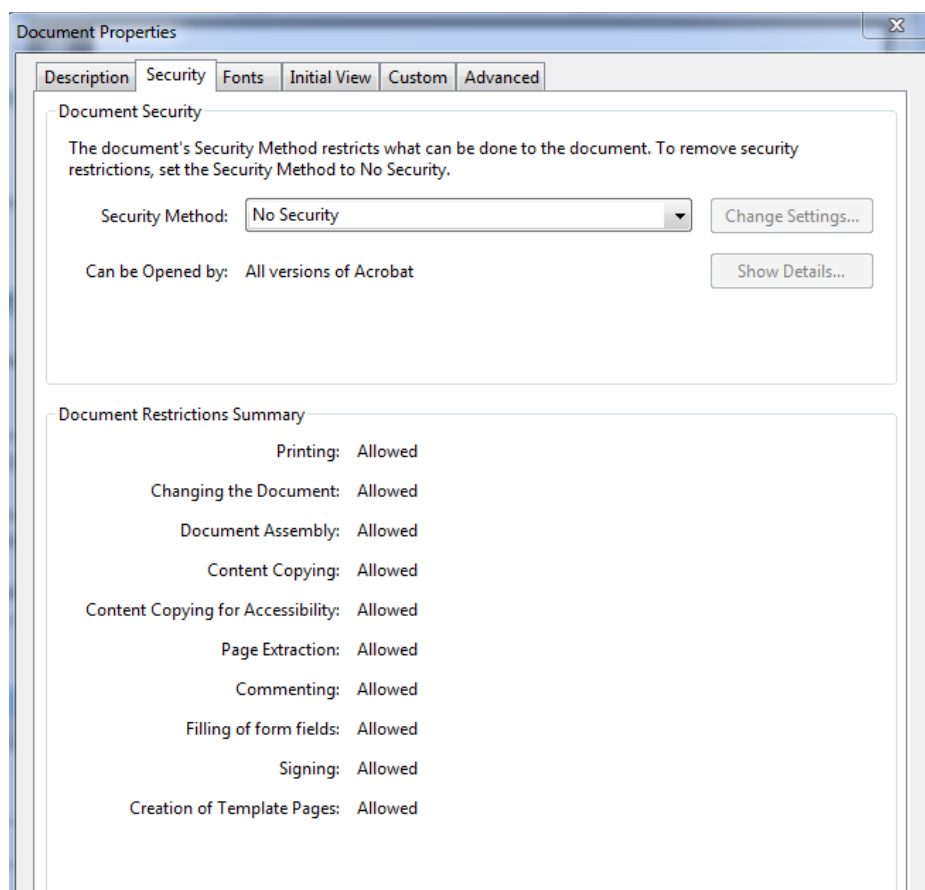 Document Properties
Description Security Fonts Initial View Custom Advanced
Document Security
The document's Security Method restricts what can be done to the document. To remove security
restrictions, set the Security Method to No Security.
Security Method: No Security Change Settings...
Can be Opened by: All versions of Acrobat Show Details...
Document Restrictions Summary
Printing: Allowed
Changing the Document: Allowed
Document Assembly: Allowed
Content Copying: Allowed
Content Copying for Accessibility: Allowed
Page Extraction: Allowed
Commenting: Allowed
Filling of form fields: Allowed
Signing: Allowed
Creation of Template Pages: Allowed